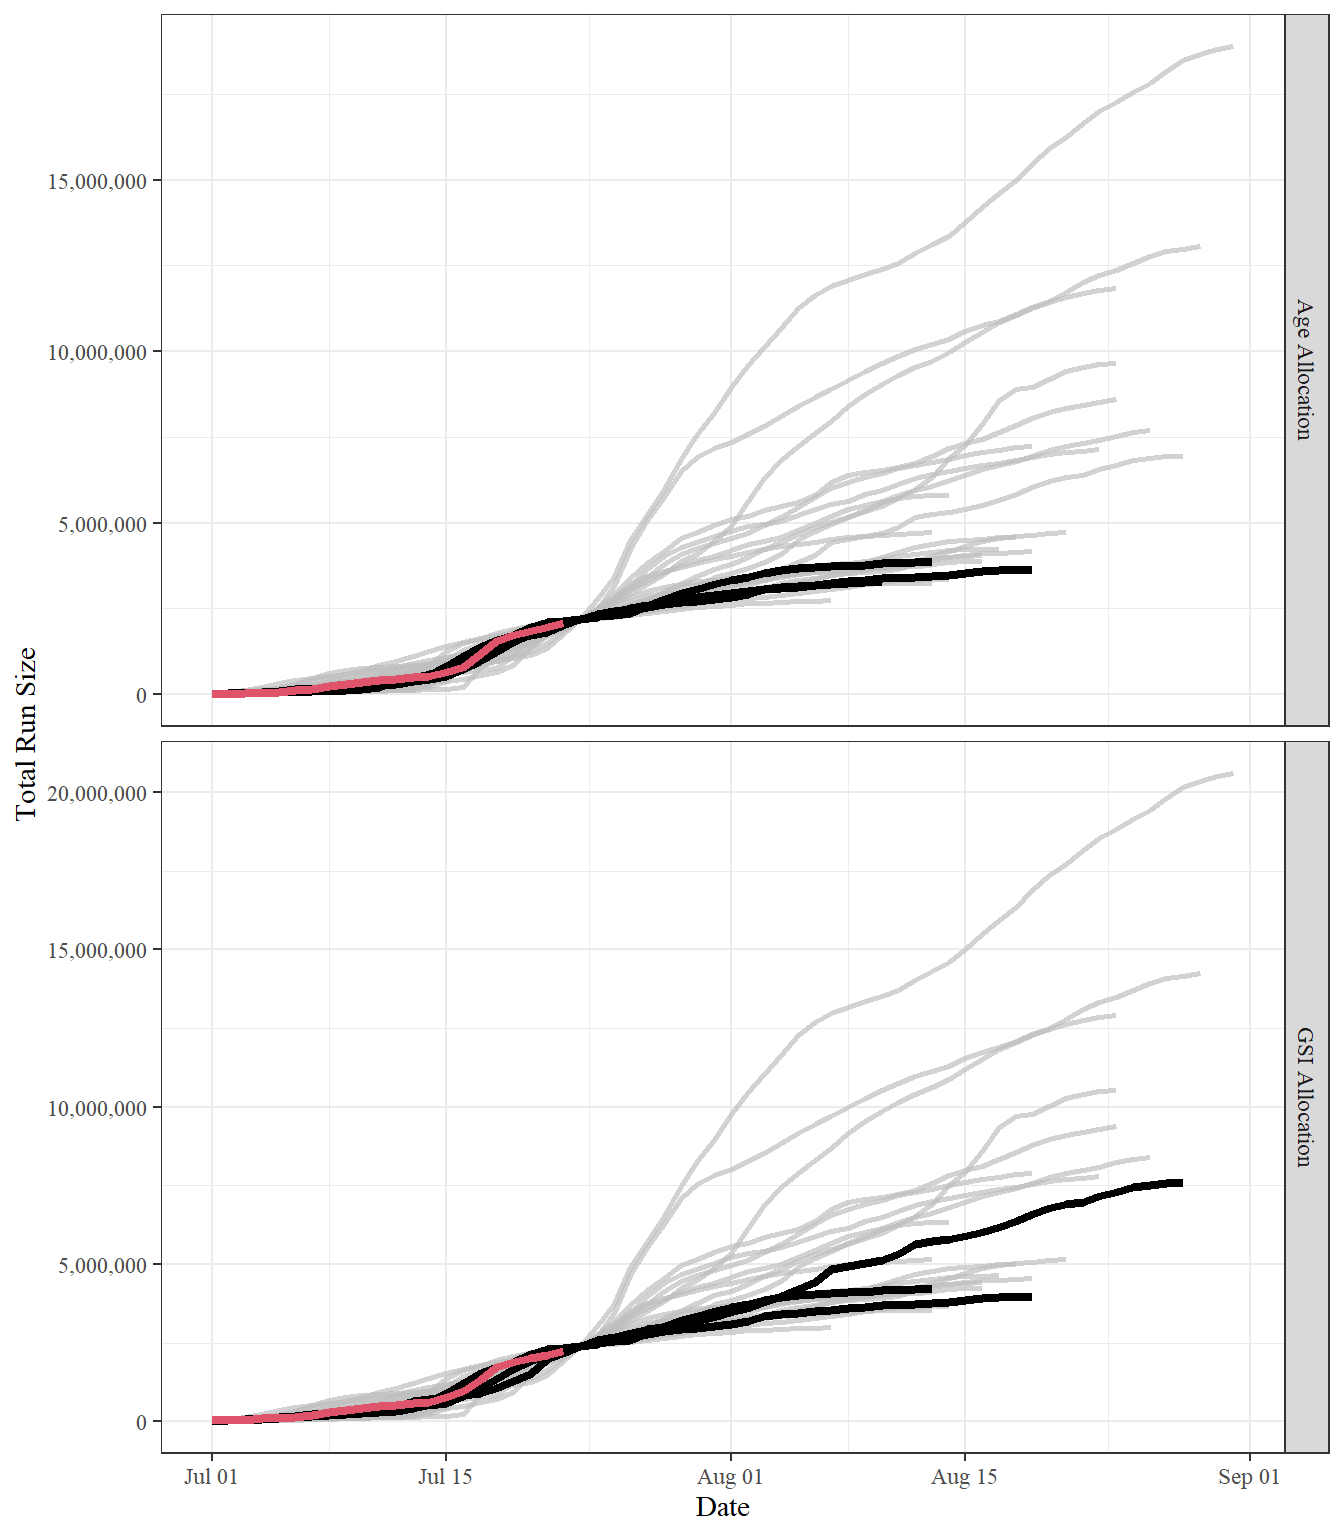 Total Run Size
15,000,000
10,000,000
5,000,000
0
Age Allocation
20,000,000
15,000,000
10,000,000
5,000,000
0
GSI Allocation
Jul 01 Jul 15 Aug 01 Aug 15 Sep 01
Date